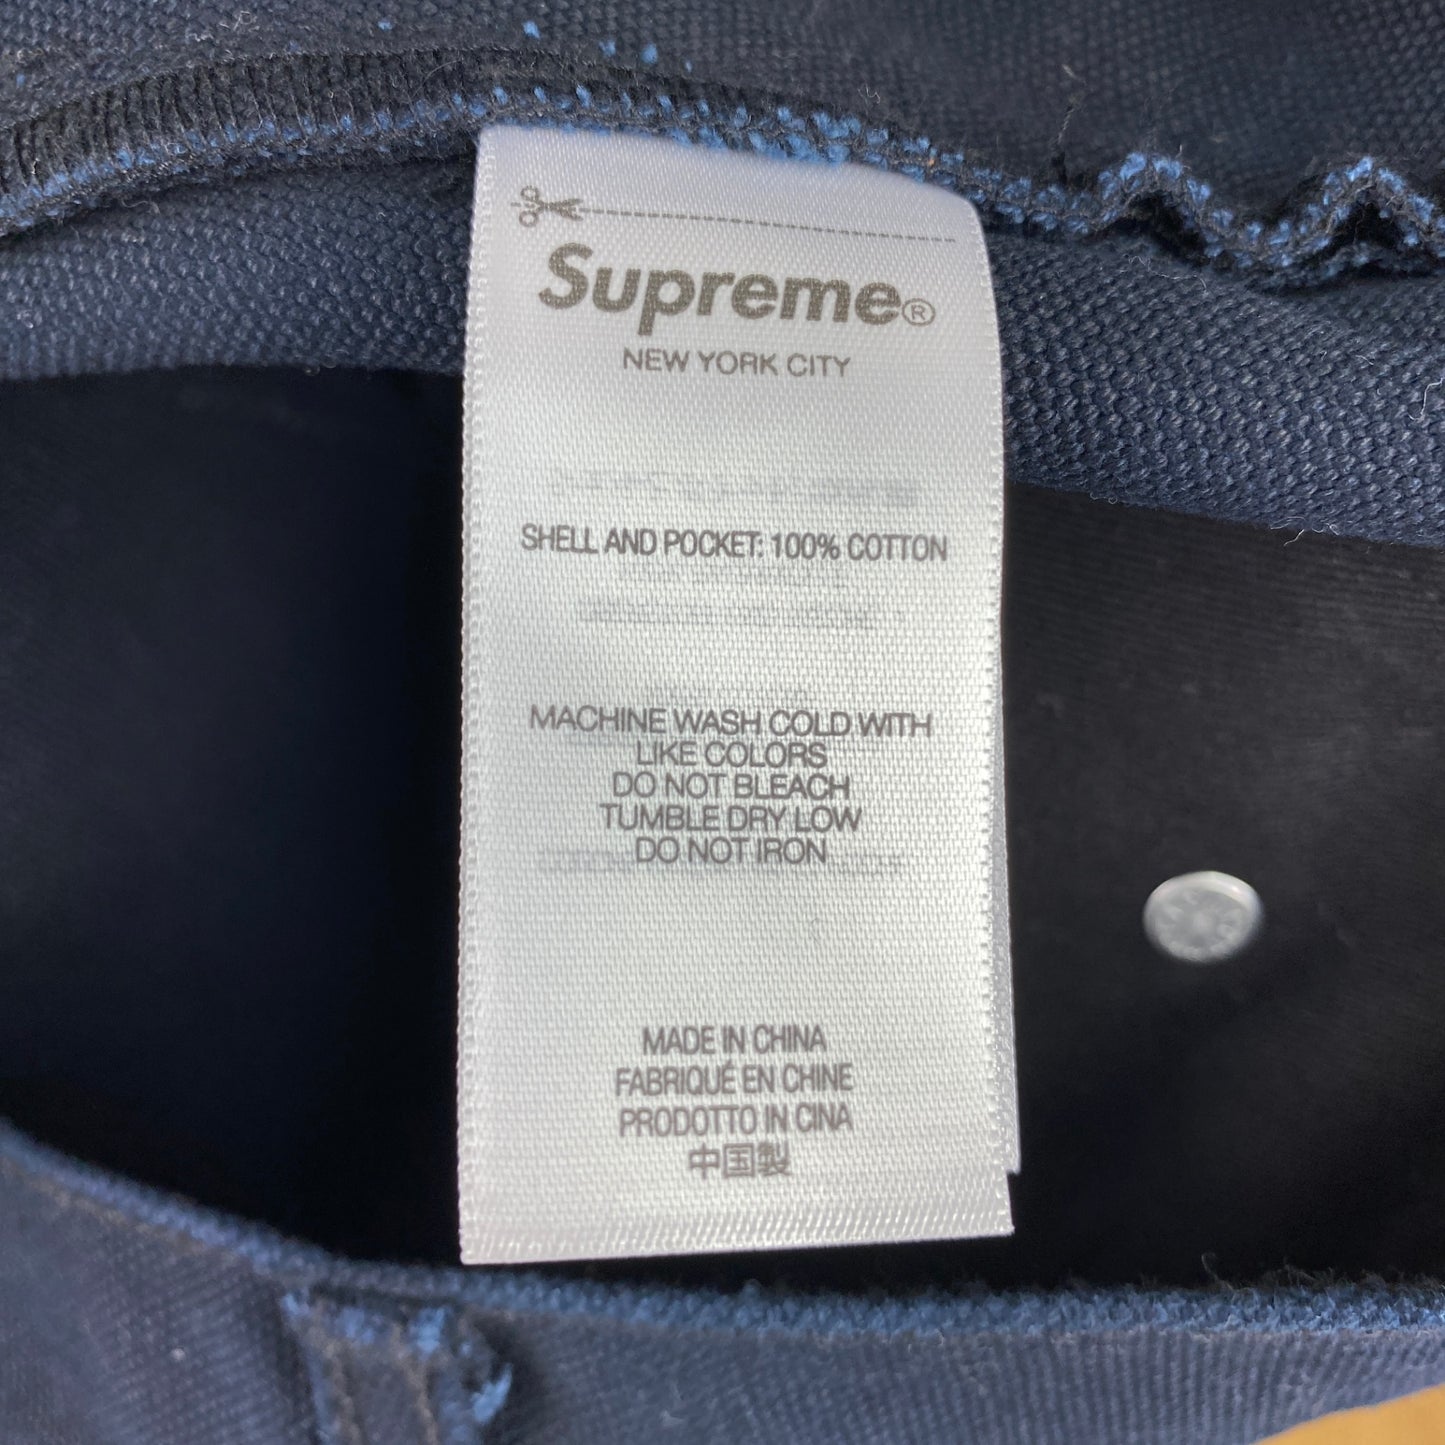 Supreme®
NEW YORK CITY
SHELL AND POCKET: 100% COTTON
MACHINE WASH COLD WITH
LIKE COLORS
DO NOT BLEACH
TUMBLE DRY LOW
DO NOT IRON
MADE IN CHINA
FABRIQUÉ EN CHINE
PRODOTTO IN CINA
中国製